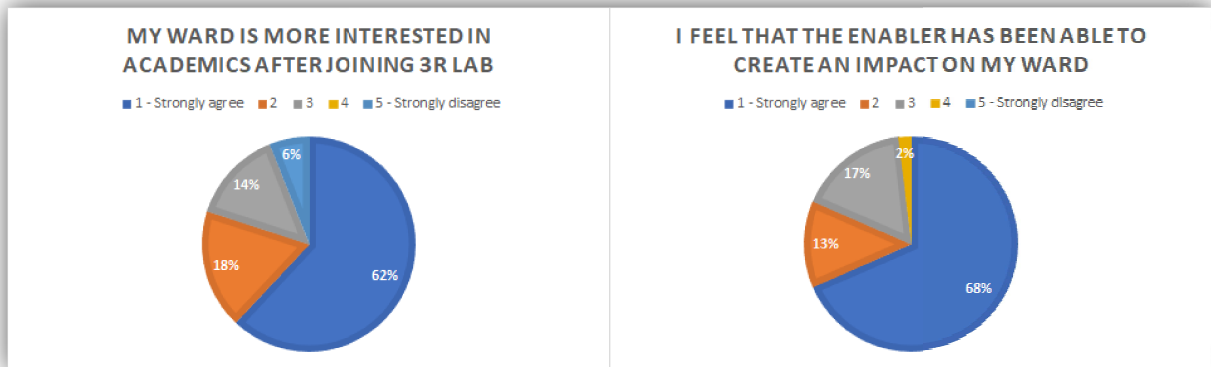 MY WARD IS MORE INTERESTED IN
ACADEMICS AFTER JOINING 3R LAB
1 - Strongly agree 2 3 4 5 - Strongly disagree
6%
14%
18%
62%
I FEEL THAT THE ENABLER HAS BEEN ABLE TO
CREATE AN IMPACT ON MY WARD
1 - Strongly agree 2 3 4 5 - Strongly disagree
2%
17%
13%
68%